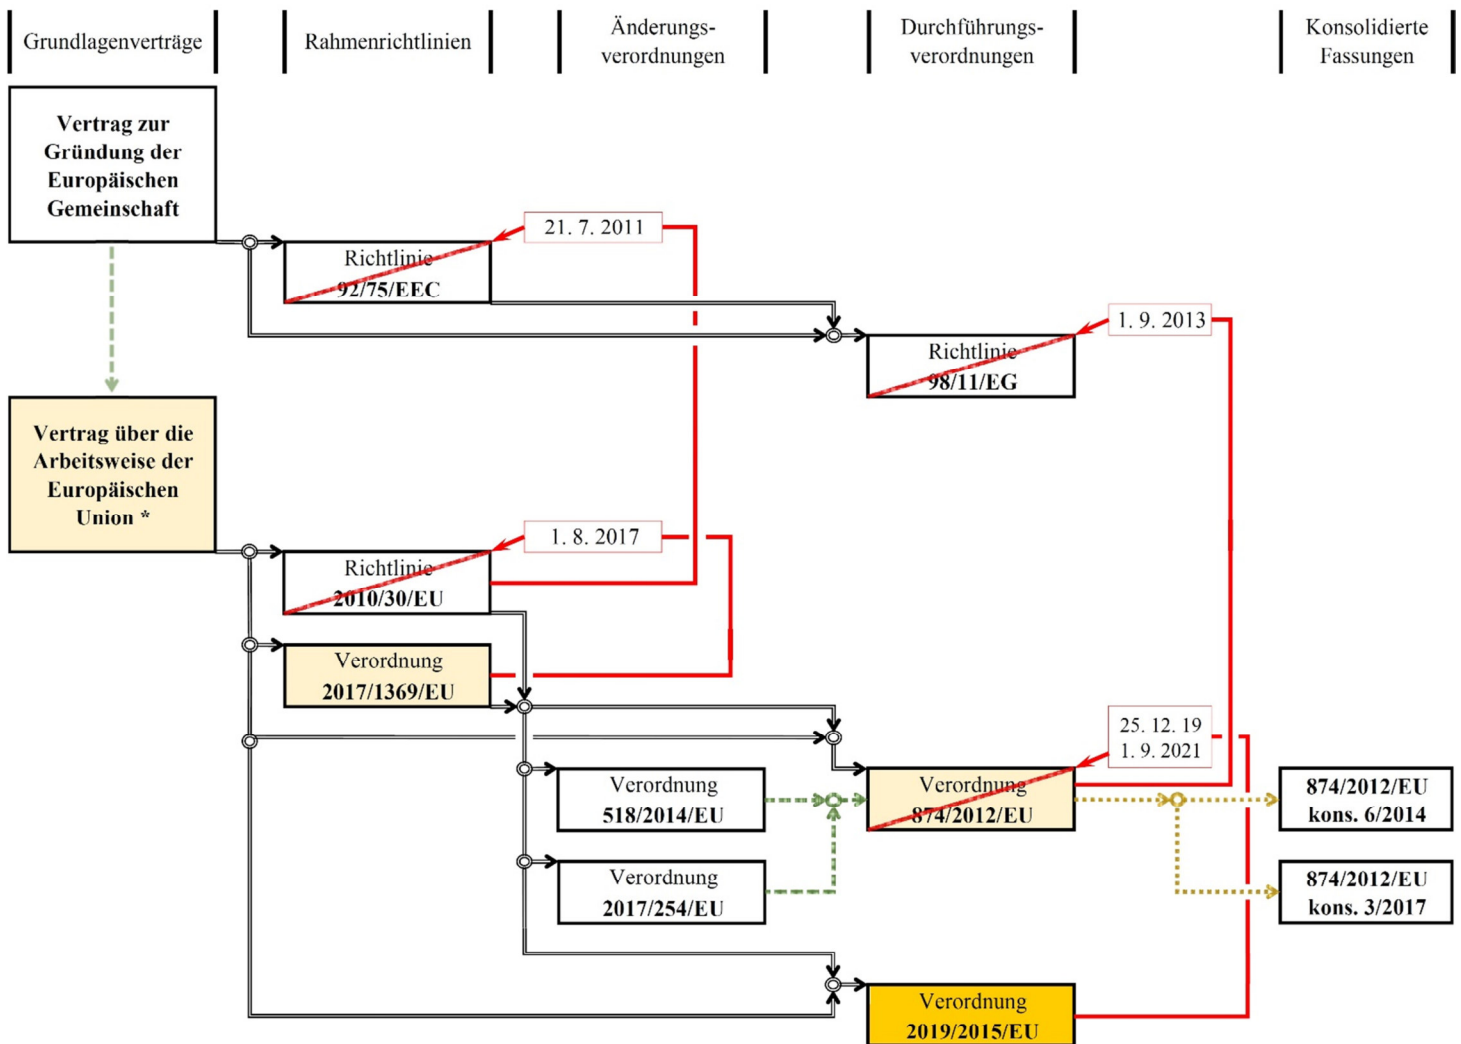 Grundlagenverträge
Rahmenrichtlinien
Änderungs-
verordnungen
Durchführungs-
verordnungen
Konsolidierte
Fassungen
Vertrag zur
Gründung der
Europäischen
Gemeinschaft
21. 7. 2011
Richtlinie
92/75/EEC
1. 9. 2013
Richtlinie
98/11/EG
Vertrag über die
Arbeitsweise der
Europäischen
Union *
1. 8. 2017
Richtlinie
2010/30/EU
Verordnung
2017/1369/EU
25. 12. 19
1. 9. 2021
Verordnung
518/2014/EU
Verordnung
874/2012/EU
874/2012/EU
kons. 6/2014
Verordnung
2017/254/EU
874/2012/EU
kons. 3/2017
Verordnung
2019/2015/EU